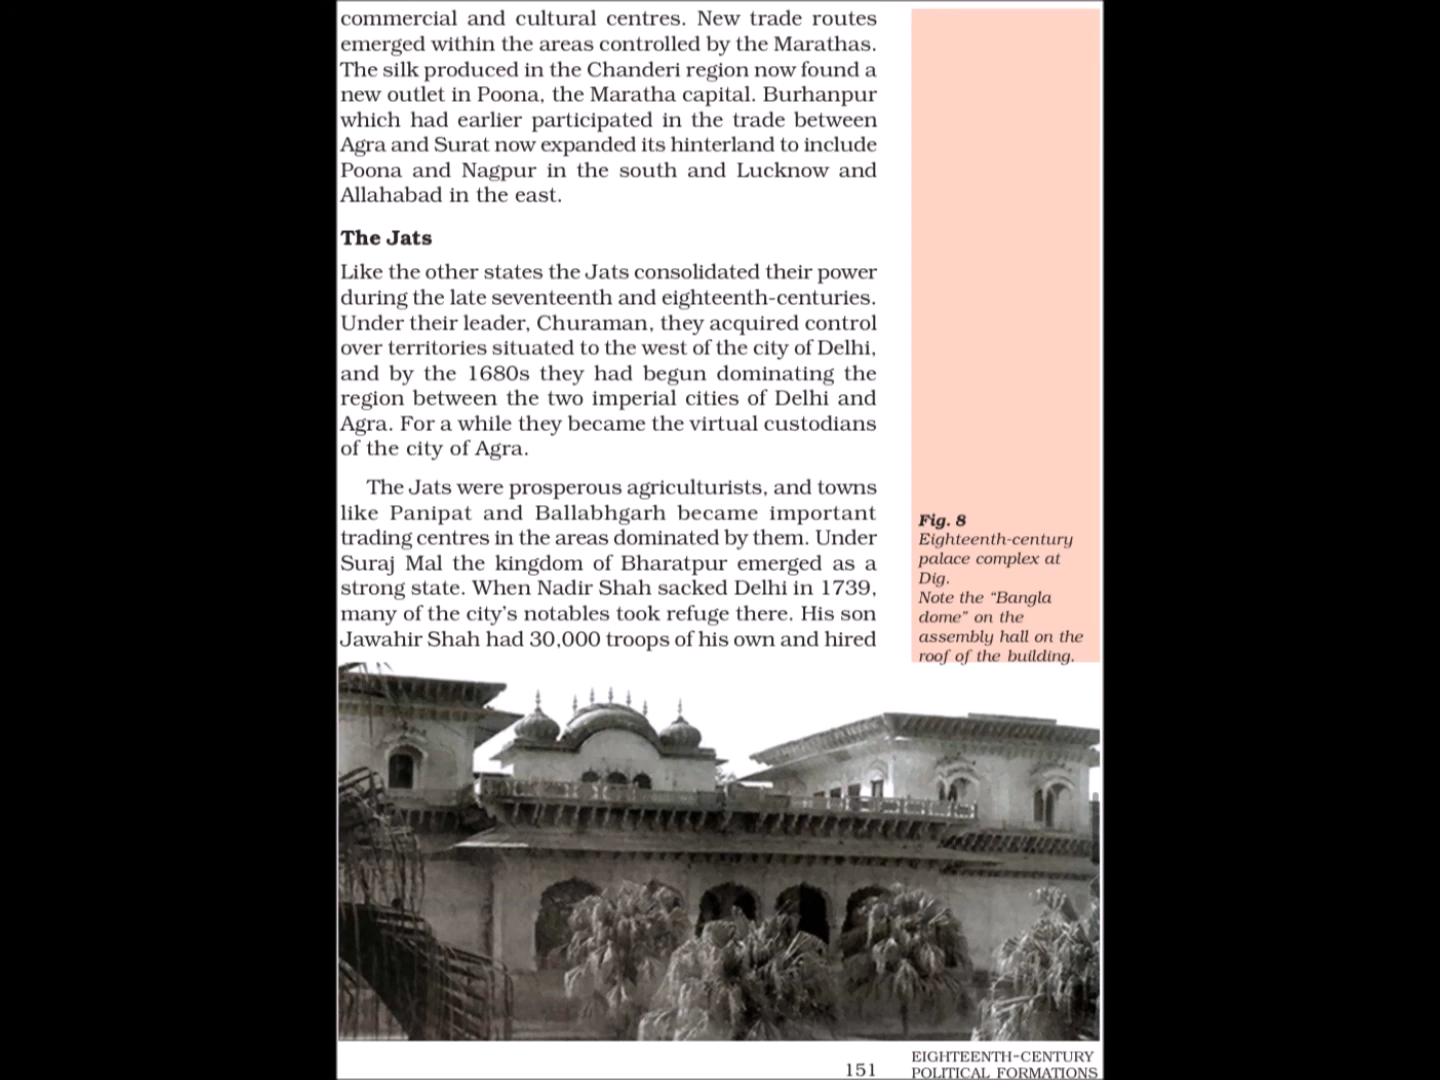 commercial and cultural centres. New trade routes
emerged within the areas controlled by the Marathas.
The silk produced in the Chanderi region now found a
new outlet in Poona, the Maratha capital. Burhanpur
which had earlier participated in the trade between
Agra and Surat now expanded its hinterland to include
Poona and Nagpur in the south and Lucknow and
Allahabad in the east.
The Jats
Like the other states the Jats consolidated their power
during the late seventeenth and eighteenth-centuries.
Under their leader, Churaman, they acquired control
over territories situated to the west of the city of Delhi,
and by the 1680s they had begun dominating the
region between the two imperial cities of Delhi and
Agra. For a while they became the virtual custodians
of the city of Agra.
The Jats were prosperous agriculturists, and towns
like Panipat and Ballabhgarh became important
trading centres in the areas dominated by them. Under
Suraj Mal the kingdom of Bharatpur emerged as a
strong state. When Nadir Shah sacked Delhi in 1739,
many of the city's notables took refuge there. His son
Jawahir Shah had 30,000 troops of his own and hired
Fig. 8
Eighteenth-century
palace complex at
Dig.
Note the "Bangla
dome" on the
assembly hall on the
roof of the building.
151
EIGHTEENTH-CENTURY
POLITICAL FORMATIONS